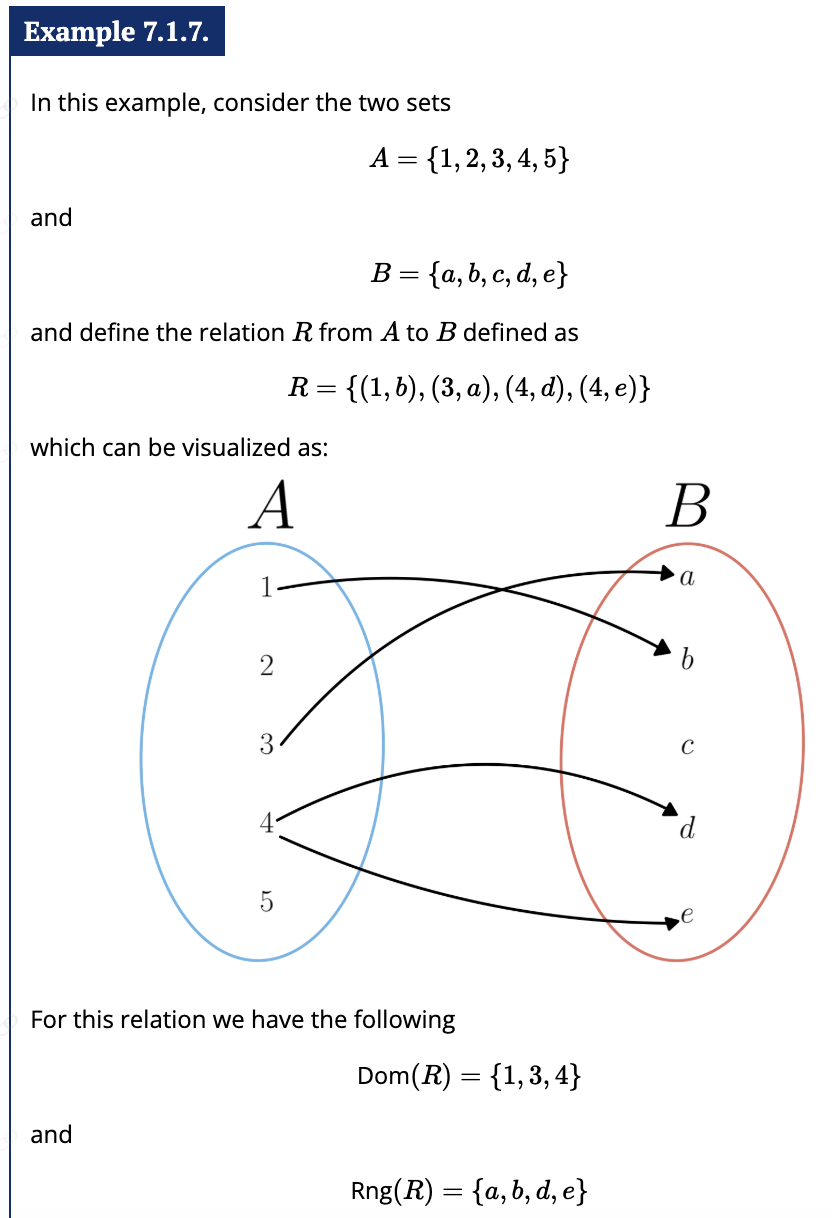 Example 7.1.7.
In this example, consider the two sets
A = {1, 2, 3, 4, 5}
and
B = {a, b, c, d, e}
and define the relation R from A to B defined as
R = {(1, b), (3, a), (4, d), (4, e)}
which can be visualized as:
A B
1 a
2 b
3 c
4 d
5 e
For this relation we have the following
Dom(R) = {1, 3, 4}
and
Rng(R) = {a, b, d, e}